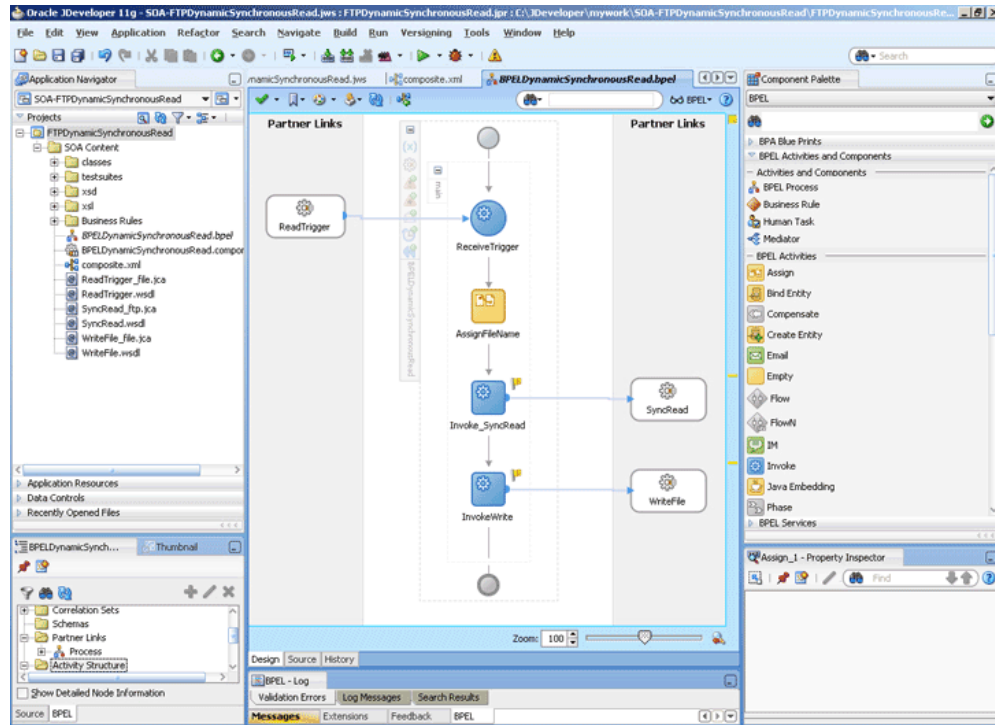 Oracle JDeveloper 11g - SOA-FTPDynamicSynchronousRead.jws : FTPDynamicSynchronousRead.jpr : C:\JDeveloper\mywork\SOA-FTPDynamicSynchronousRead\FTPDynamicSynchronousRe...
File Edit View Application Refactor Search Navigate Build Run Versioning Tools Window Help
Search
Application Navigator
SOA-FTPDynamicSynchronousRead
Projects
FTPDynamicSynchronousRead
SOA Content
classes
testsuites
xsd
xsl
Business Rules
BPELDynamicSynchronousRead.bpel
BPELDynamicSynchronousRead.compor
composite.xml
ReadTrigger_file.jca
ReadTrigger.wsdl
SyncRead_ftp.jca
SyncRead.wsdl
WriteFile_file.jca
WriteFile.wsdl
Application Resources
Data Controls
Recently Opened Files
BPELDynamicSynch...
Thumbnail
Correlation Sets
Schemas
Partner Links
Process
Activity Structure
Show Detailed Node Information
Source BPEL
namicSynchronousRead.jws
composite.xml
BPELDynamicSynchronousRead.bpel
BPEL
Partner Links
Partner Links
main
BPELDynamicSynchronousRead
ReadTrigger
ReceiveTrigger
AssignFileName
Invoke_SyncRead
SyncRead
InvokeWrite
WriteFile
Zoom: 100
Design Source History
BPEL - Log
Validation Errors Log Messages Search Results
Messages Extensions Feedback BPEL
Component Palette
BPEL
BPA Blue Prints
BPEL Activities and Components
Activities and Components
BPEL Process
Business Rule
Human Task
Mediator
BPEL Activities
Assign
Bind Entity
Compensate
Create Entity
Email
Empty
Flow
FlowN
IM
Invoke
Java Embedding
Phase
BPEL Services
Assign_1 - Property Inspector
Find